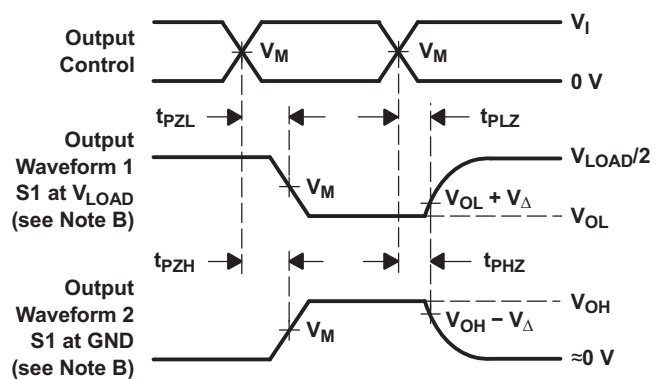 Output
Control
V_M
V_M
V_I
0 V
t_PZL
t_PLZ
Output
Waveform 1
S1 at V_LOAD
(see Note B)
V_M
V_OL + V_Δ
V_LOAD/2
V_OL
t_PZH
t_PHZ
Output
Waveform 2
S1 at GND
(see Note B)
V_M
V_OH − V_Δ
V_OH
≈0 V